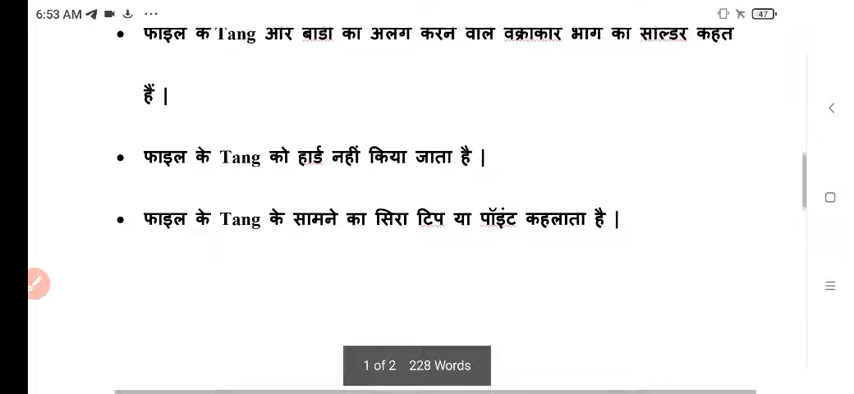 6:53 AM ...
47
फाइल के Tang और बाडी को अलग करने वाले वक्राकार भाग को सोल्डर कहते
हैं |
फाइल के Tang को हार्ड नहीं किया जाता है |
फाइल के Tang के सामने का सिरा टिप या पॉइंट कहलाता है |
1 of 2 228 Words